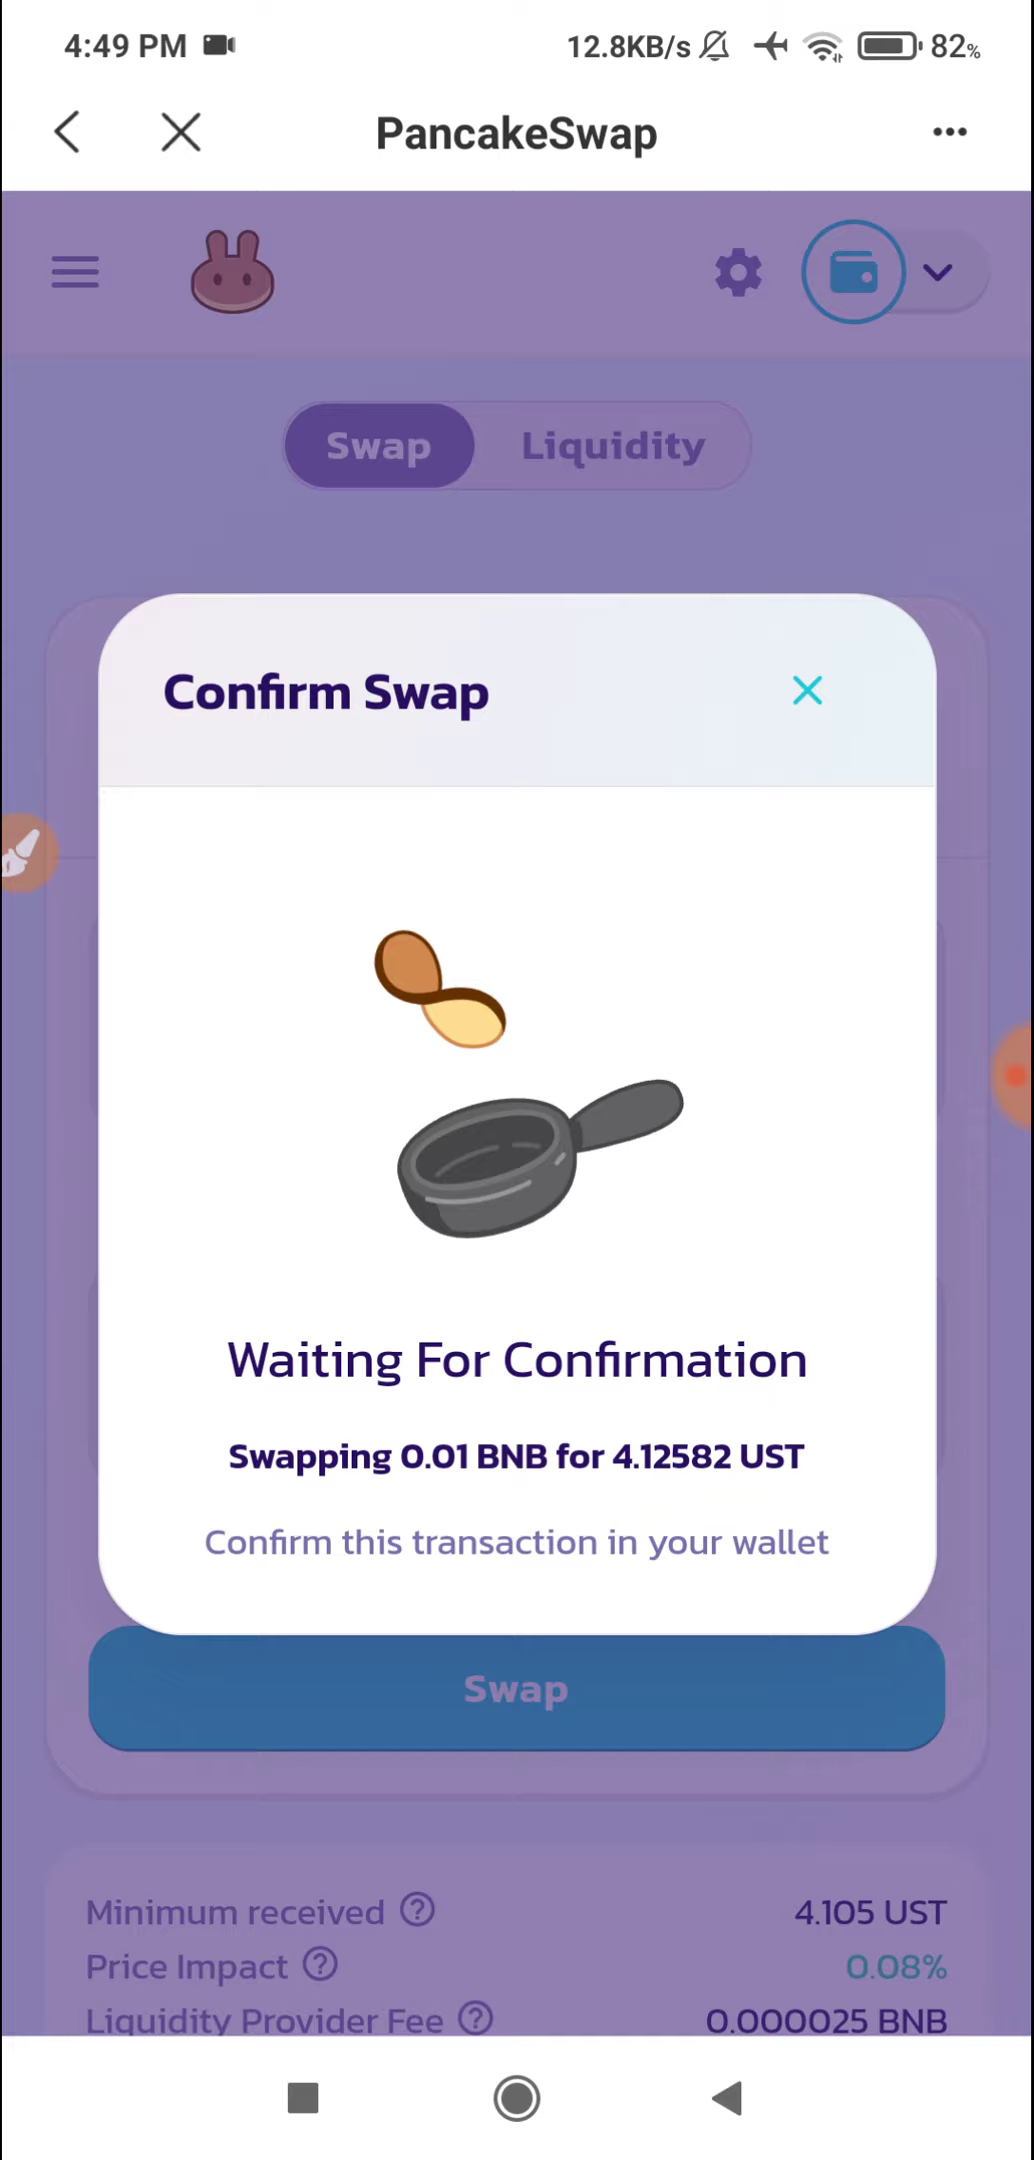 4:49 PM 12.8KB/s 82%
PancakeSwap
Swap Liquidity
Confirm Swap
Waiting For Confirmation
Swapping 0.01 BNB for 4.12582 UST
Confirm this transaction in your wallet
Swap
Minimum received ? 4.105 UST
Price Impact ? 0.08%
Liquidity Provider Fee ? 0.000025 BNB